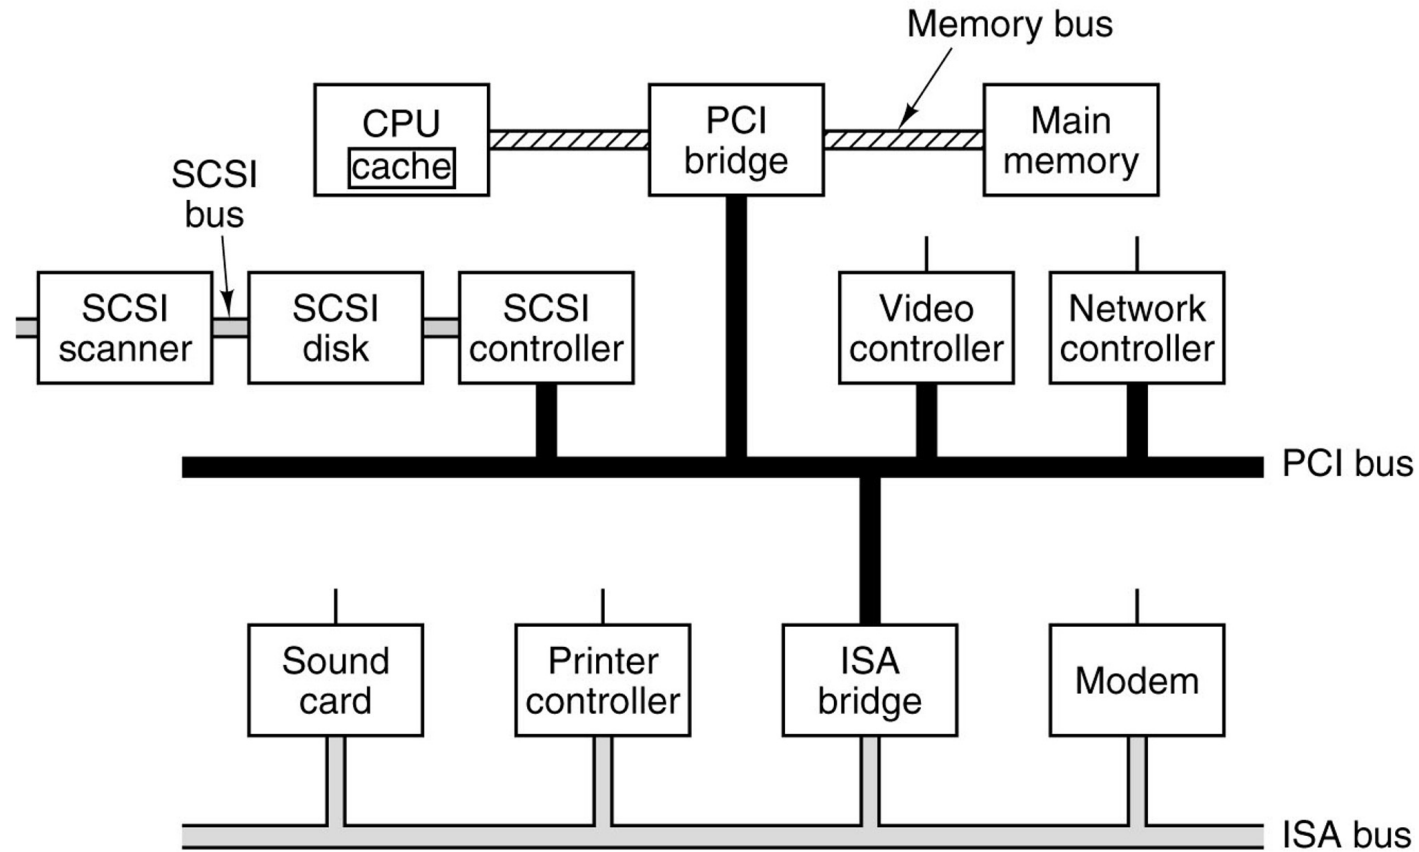 Memory bus
CPU
cache
PCI
bridge
Main
memory
SCSI
bus
SCSI
scanner
SCSI
disk
SCSI
controller
Video
controller
Network
controller
PCI bus
Sound
card
Printer
controller
ISA
bridge
Modem
ISA bus